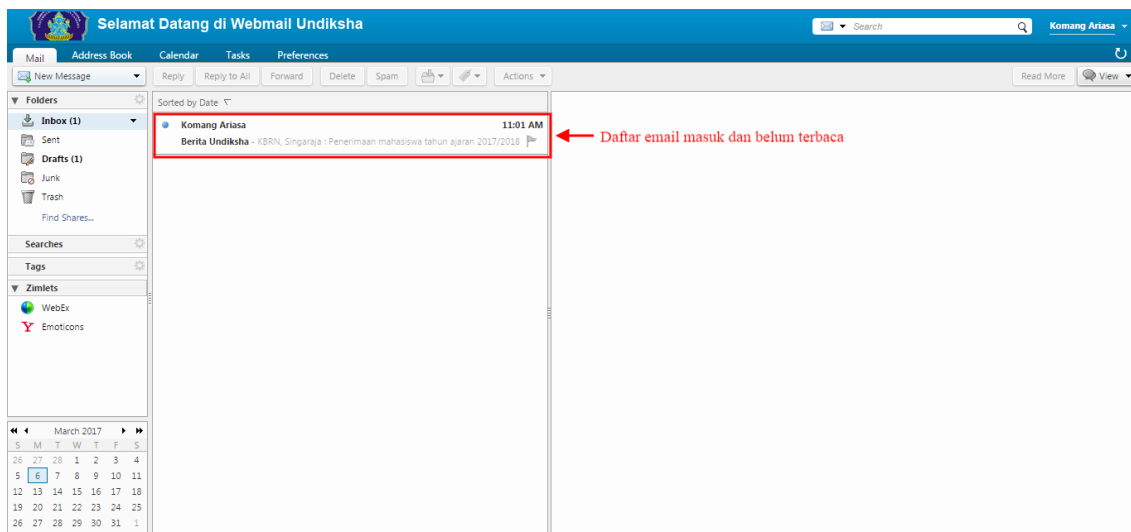 Selamat Datang di Webmail Undiksha
Search
Komang Ariasa
Mail Address Book Calendar Tasks Preferences
New Message Reply Reply to All Forward Delete Spam Actions Read More View
Folders
Sorted by Date
Inbox (1)
Komang Ariasa 11:01 AM
Berita Undiksha - KBRN, Singaraja : Penerimaan mahasiswa tahun ajaran 2017/2018
Daftar email masuk dan belum terbaca
Sent
Drafts (1)
Junk
Trash
Find Shares...
Searches
Tags
Zimlets
WebEx
Emoticons
March 2017
S M T W T F S
26 27 28 1 2 3 4
5 6 7 8 9 10 11
12 13 14 15 16 17 18
19 20 21 22 23 24 25
26 27 28 29 30 31 1